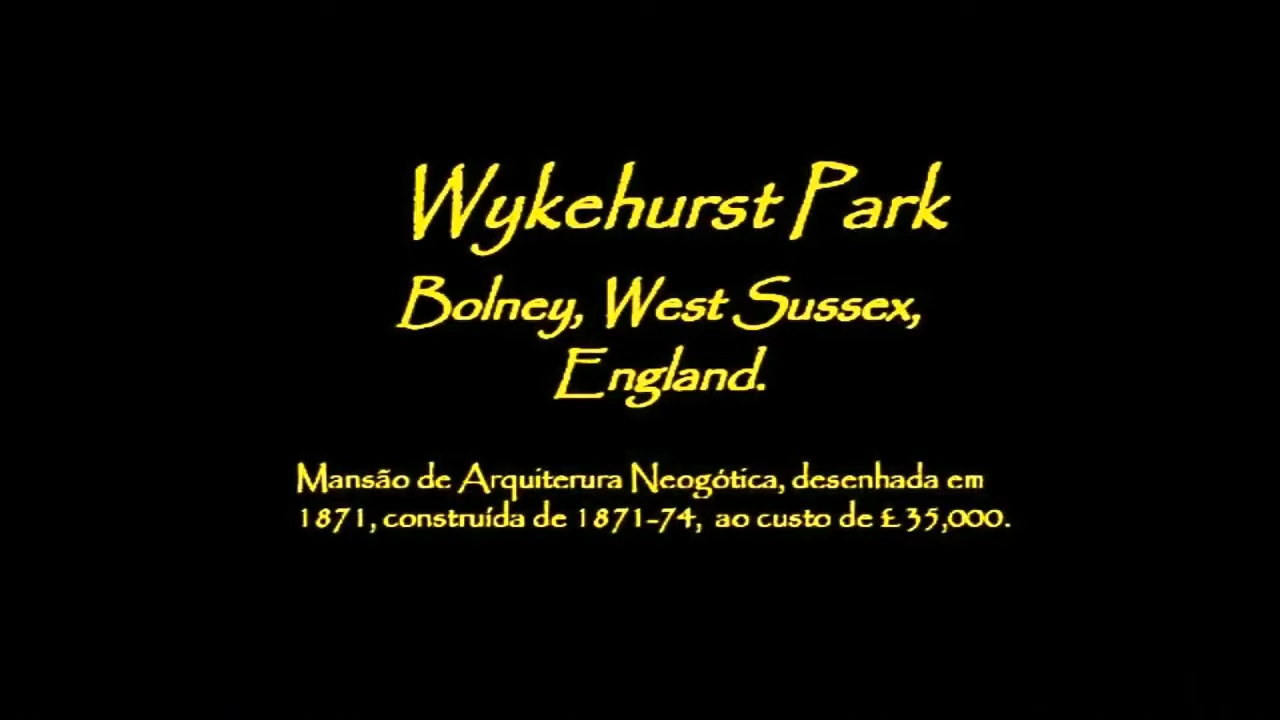 Wykehurst Park
Bolney, West Sussex,
England.
Mansão de Arquiterura Neogótica, desenhada em
1871, construída de 1871-74, ao custo de £ 35,000.